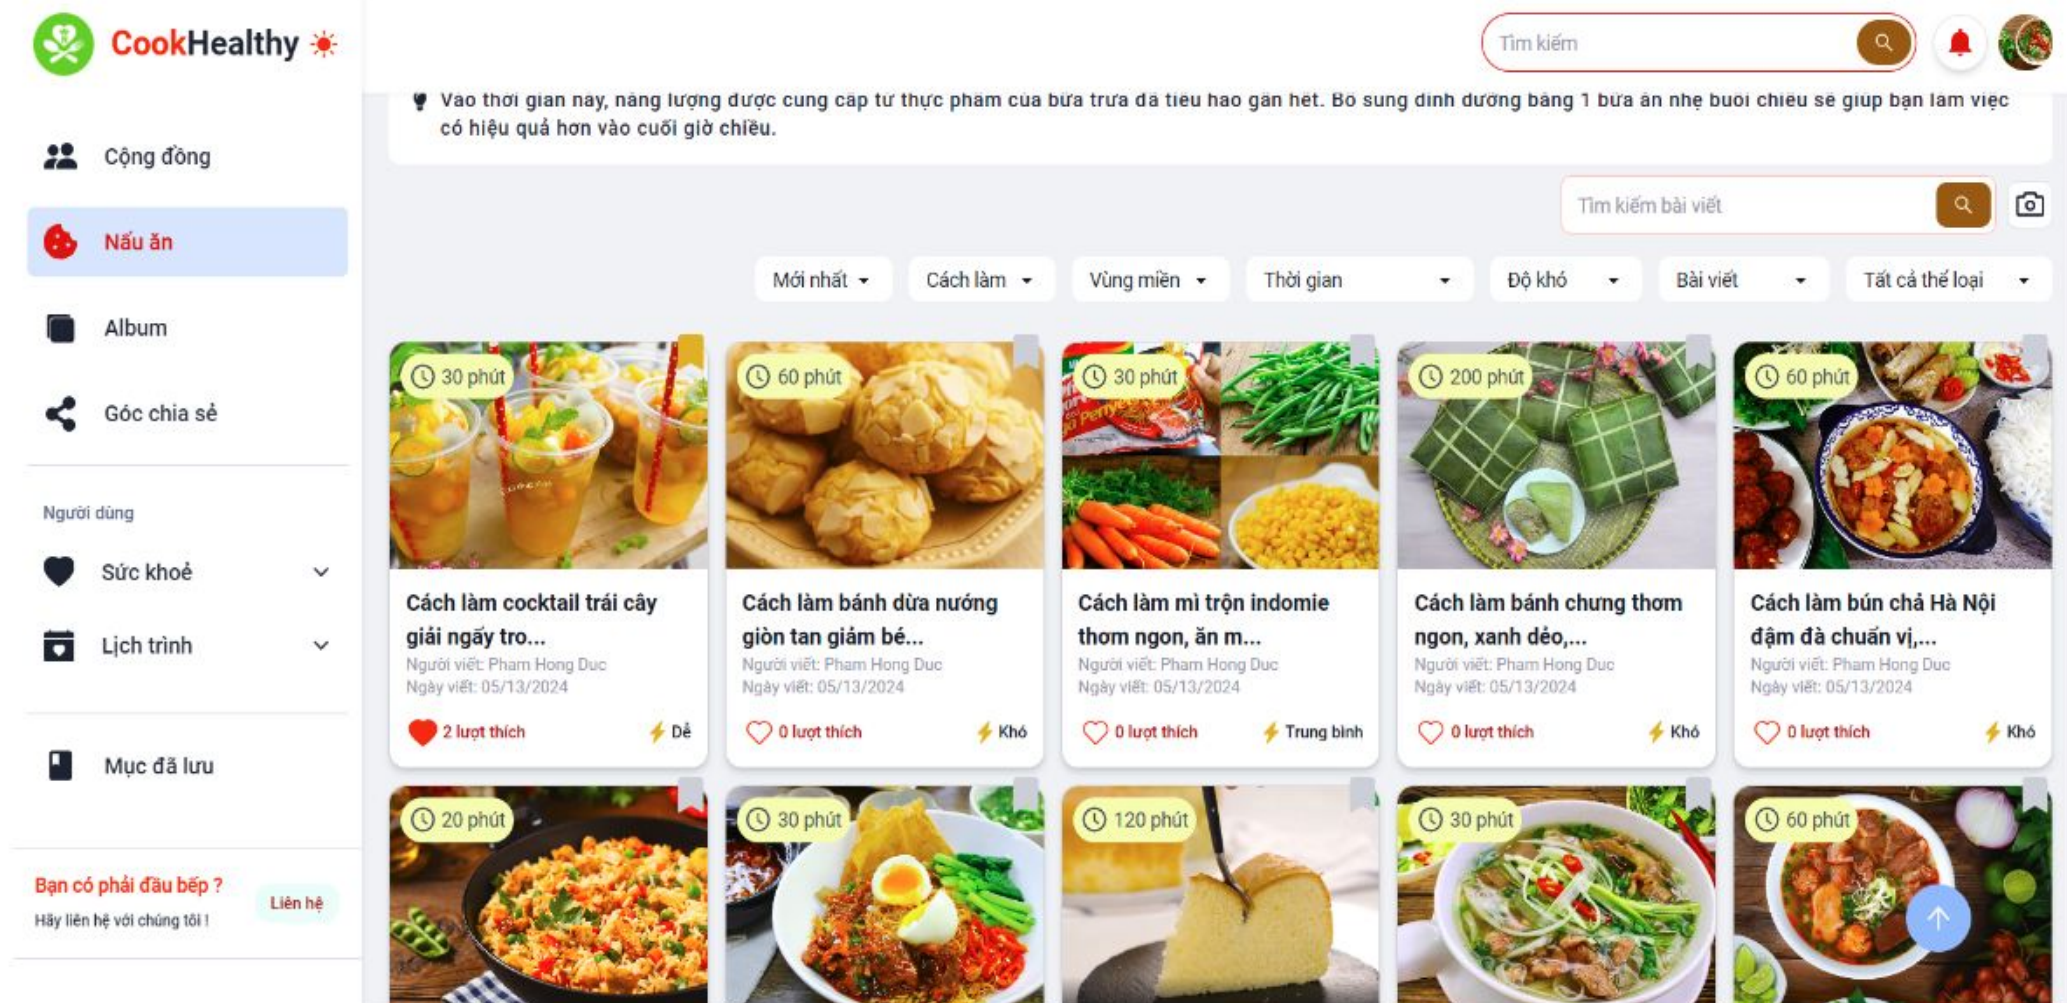 CookHealthy
Tìm kiếm
Vào thời gian này, năng lượng được cung cấp từ thực phẩm của bữa trưa đã tiêu hao gần hết. Bổ sung dinh dưỡng bằng 1 bữa ăn nhẹ buổi chiều sẽ giúp bạn làm việc
có hiệu quả hơn vào cuối giờ chiều.
Cộng đồng
Nấu ăn
Album
Góc chia sẻ
Người dùng
Sức khoẻ
Lịch trình
Mục đã lưu
Bạn có phải đầu bếp ?
Hãy liên hệ với chúng tôi !
Liên hệ
Tìm kiếm bài viết
Mới nhất
Cách làm
Vùng miền
Thời gian
Độ khó
Bài viết
Tất cả thể loại
30 phút
Cách làm cocktail trái cây
giải ngấy tro...
Người viết: Pham Hong Duc
Ngày viết: 05/13/2024
2 lượt thích
Dễ
60 phút
Cách làm bánh dừa nướng
giòn tan giảm bé...
Người viết: Pham Hong Duc
Ngày viết: 05/13/2024
0 lượt thích
Khó
30 phút
Cách làm mì trộn indomie
thơm ngon, ăn m...
Người viết: Pham Hong Duc
Ngày viết: 05/13/2024
0 lượt thích
Trung bình
200 phút
Cách làm bánh chưng thơm
ngon, xanh dẻo,...
Người viết: Pham Hong Duc
Ngày viết: 05/13/2024
0 lượt thích
Khó
60 phút
Cách làm bún chả Hà Nội
đậm đà chuẩn vị,...
Người viết: Pham Hong Duc
Ngày viết: 05/13/2024
0 lượt thích
Khó
20 phút
30 phút
120 phút
30 phút
60 phút